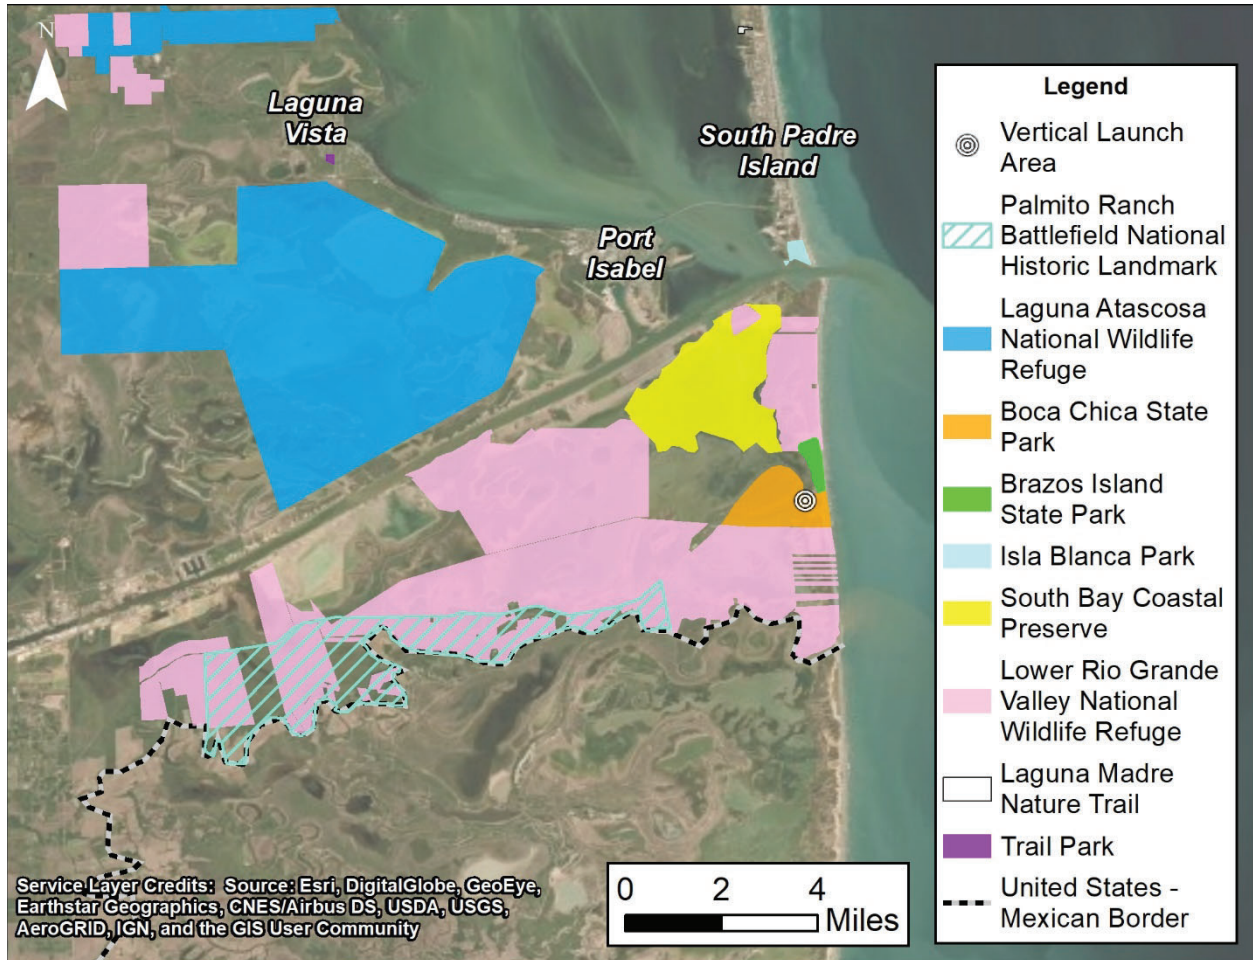 N
Laguna
Vista
South Padre
Island
Port
Isabel
Legend
Vertical Launch
Area
Palmito Ranch
Battlefield National
Historic Landmark
Laguna Atascosa
National Wildlife
Refuge
Boca Chica State
Park
Brazos Island
State Park
Isla Blanca Park
South Bay Coastal
Preserve
Lower Rio Grande
Valley National
Wildlife Refuge
Laguna Madre
Nature Trail
Trail Park
United States -
Mexican Border
0 2 4
Miles
Service Layer Credits: Source: Esri, DigitalGlobe, GeoEye,
Earthstar Geographics, CNES/Airbus DS, USDA, USGS,
AeroGRID, IGN, and the GIS User Community